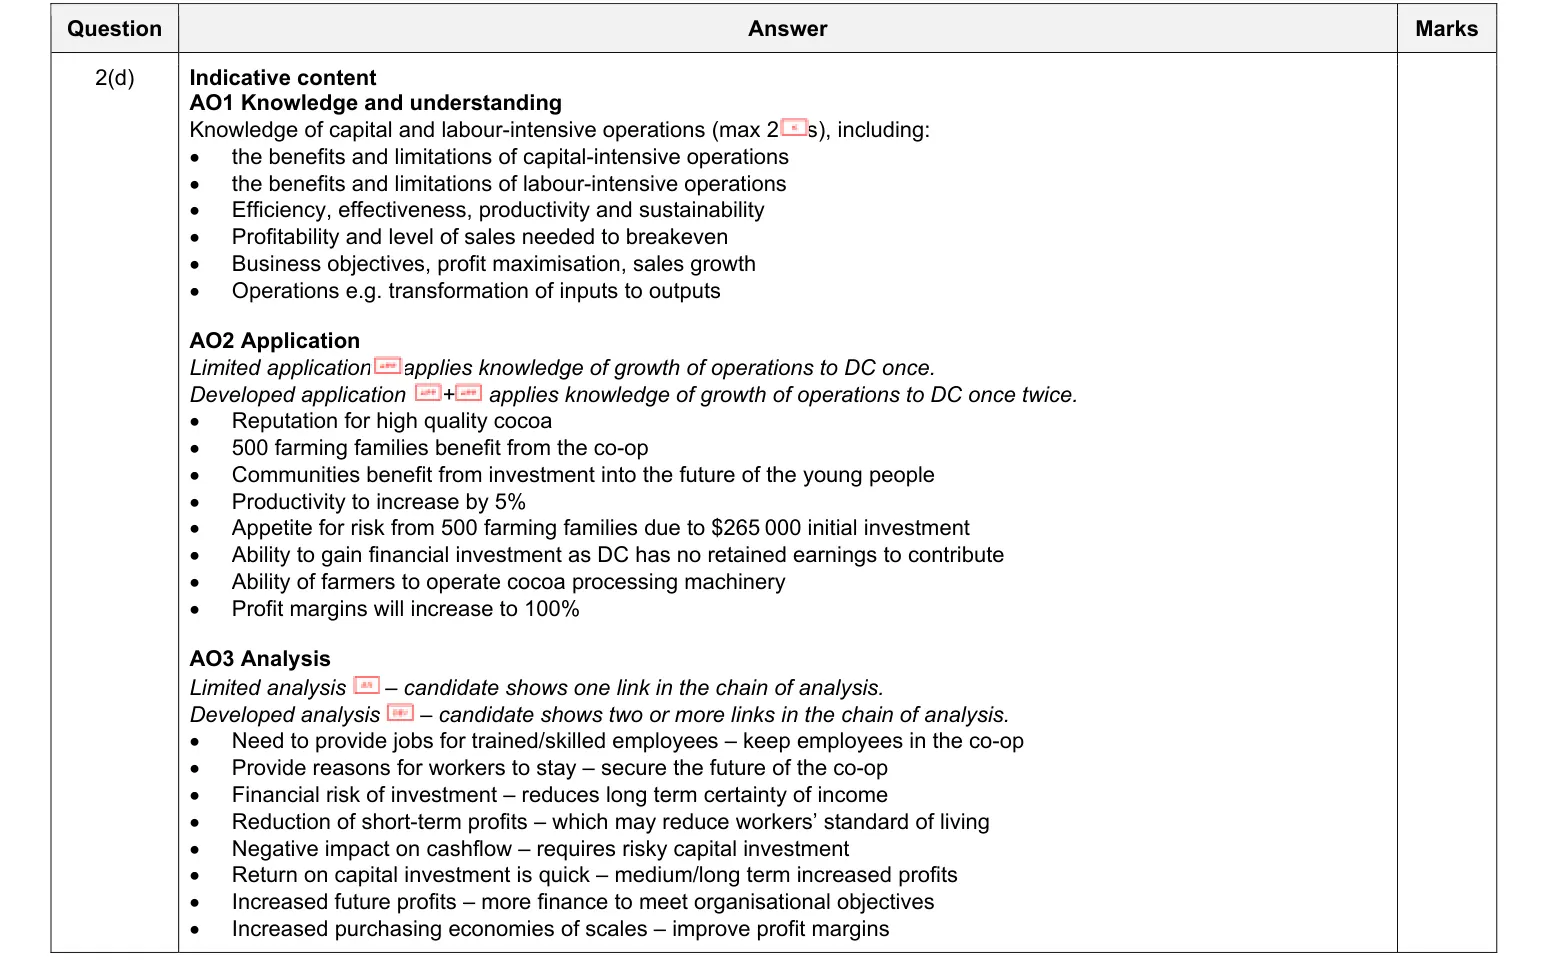 Question Answer Marks
2(d) Indicative content
AO1 Knowledge and understanding
Knowledge of capital and labour-intensive operations (max 2 s), including:
• the benefits and limitations of capital-intensive operations
• the benefits and limitations of labour-intensive operations
• Efficiency, effectiveness, productivity and sustainability
• Profitability and level of sales needed to breakeven
• Business objectives, profit maximisation, sales growth
• Operations e.g. transformation of inputs to outputs
AO2 Application
Limited application applies knowledge of growth of operations to DC once.
Developed application + applies knowledge of growth of operations to DC once twice.
• Reputation for high quality cocoa
• 500 farming families benefit from the co-op
• Communities benefit from investment into the future of the young people
• Productivity to increase by 5%
• Appetite for risk from 500 farming families due to $265 000 initial investment
• Ability to gain financial investment as DC has no retained earnings to contribute
• Ability of farmers to operate cocoa processing machinery
• Profit margins will increase to 100%
AO3 Analysis
Limited analysis – candidate shows one link in the chain of analysis.
Developed analysis – candidate shows two or more links in the chain of analysis.
• Need to provide jobs for trained/skilled employees – keep employees in the co-op
• Provide reasons for workers to stay – secure the future of the co-op
• Financial risk of investment – reduces long term certainty of income
• Reduction of short-term profits – which may reduce workers’ standard of living
• Negative impact on cashflow – requires risky capital investment
• Return on capital investment is quick – medium/long term increased profits
• Increased future profits – more finance to meet organisational objectives
• Increased purchasing economies of scales – improve profit margins